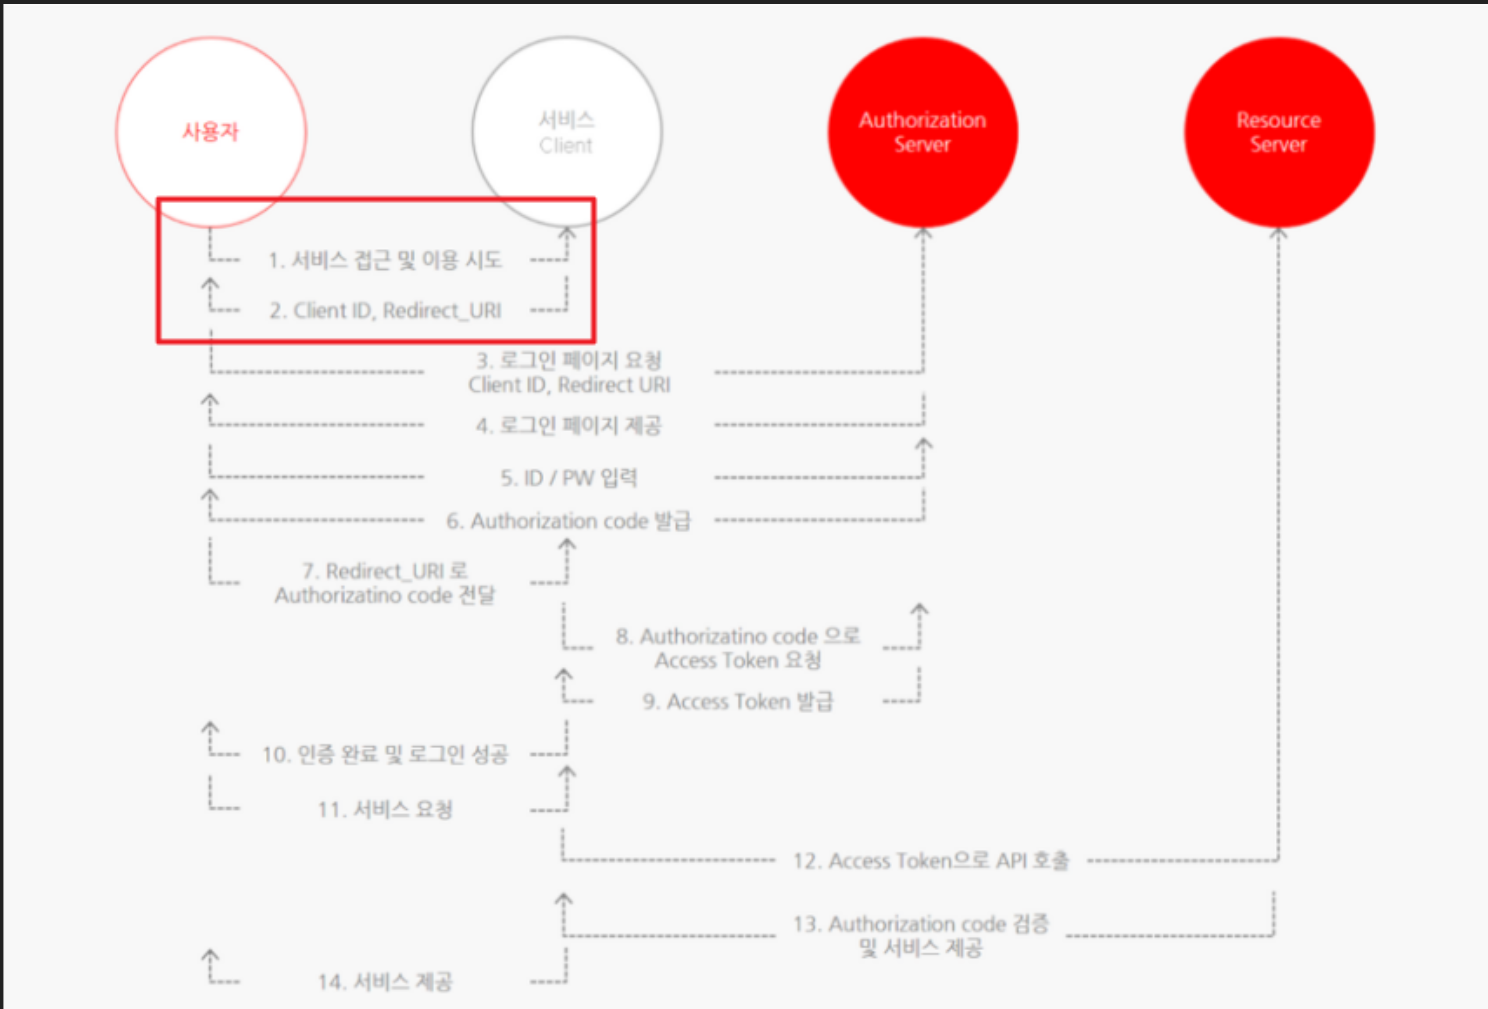 사용자
서비스
Client
Authorization
Server
Resource
Server
1. 서비스 접근 및 이용 시도
2. Client ID, Redirect_URI
3. 로그인 페이지 요청
Client ID, Redirect URI
4. 로그인 페이지 제공
5. ID / PW 입력
6. Authorization code 발급
7. Redirect_URI 로
Authorizatino code 전달
8. Authorizatino code 으로
Access Token 요청
9. Access Token 발급
10. 인증 완료 및 로그인 성공
11. 서비스 요청
12. Access Token으로 API 호출
13. Authorization code 검증
및 서비스 제공
14. 서비스 제공